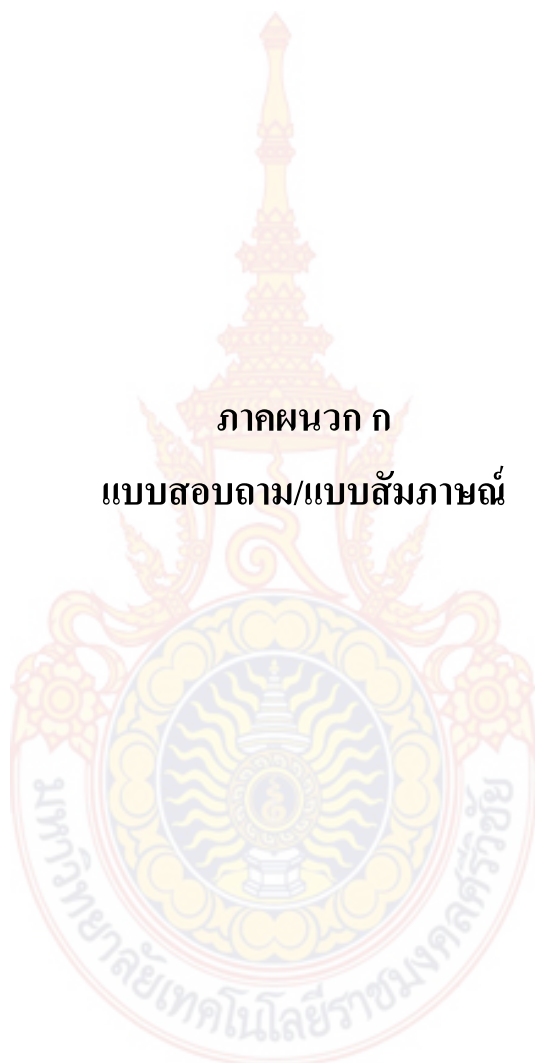 ภาคผนวก ก
แบบสอบถาม/แบบสัมภาษณ์
มหาวิทยาลัยเทคโนโลยีราชมงคลศรีวิชัย